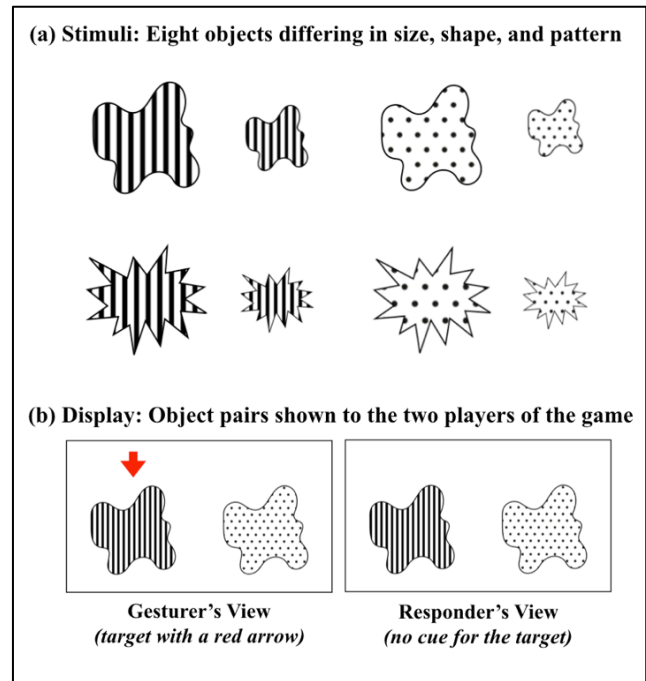 (a) Stimuli: Eight objects differing in size, shape, and pattern
(b) Display: Object pairs shown to the two players of the game
Gesturer’s View
(target with a red arrow)
Responder’s View
(no cue for the target)